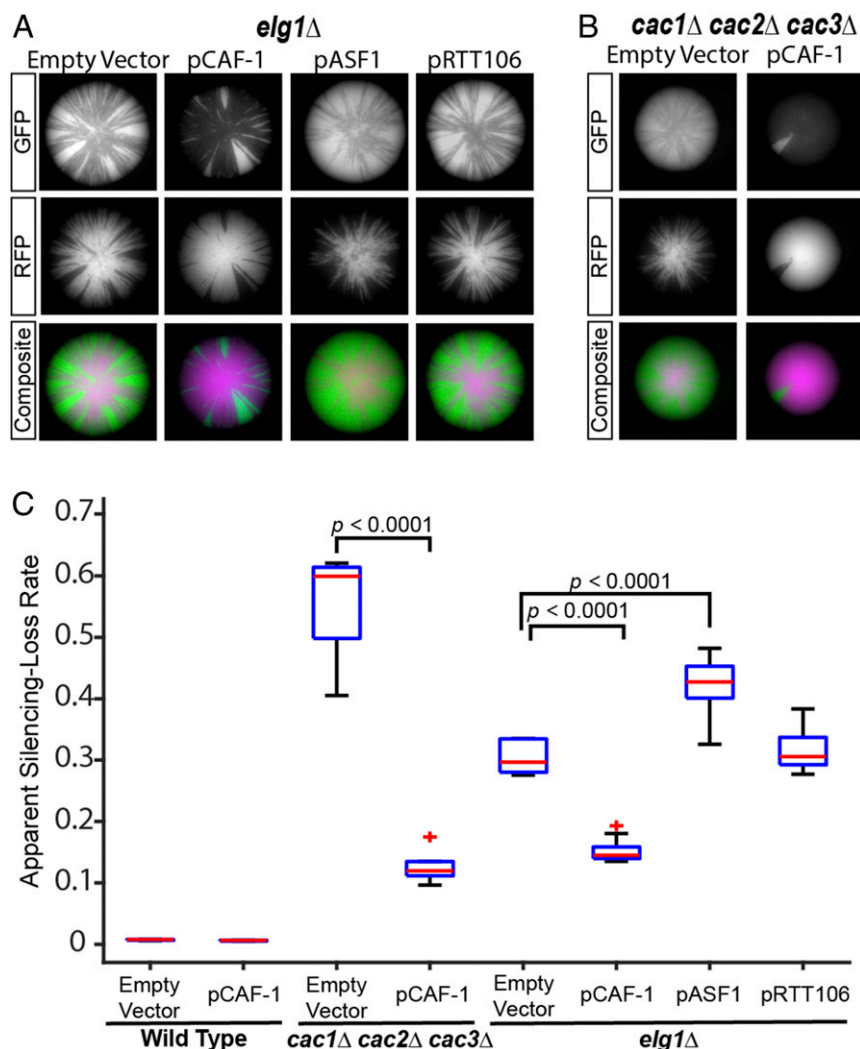 A
elg1Δ
Empty Vector pCAF-1 pASF1 pRTT106
GFP
RFP
Composite
B
cac1Δ cac2Δ cac3Δ
Empty Vector pCAF-1
GFP
RFP
Composite
C
Apparent Silencing-Loss Rate
0.7
0.6
0.5
0.4
0.3
0.2
0.1
0
p < 0.0001
p < 0.0001
p < 0.0001
Empty Vector
pCAF-1
Empty Vector
pCAF-1
Empty Vector
pCAF-1
pASF1
pRTT106
Wild Type
cac1Δ cac2Δ cac3Δ
elg1Δ